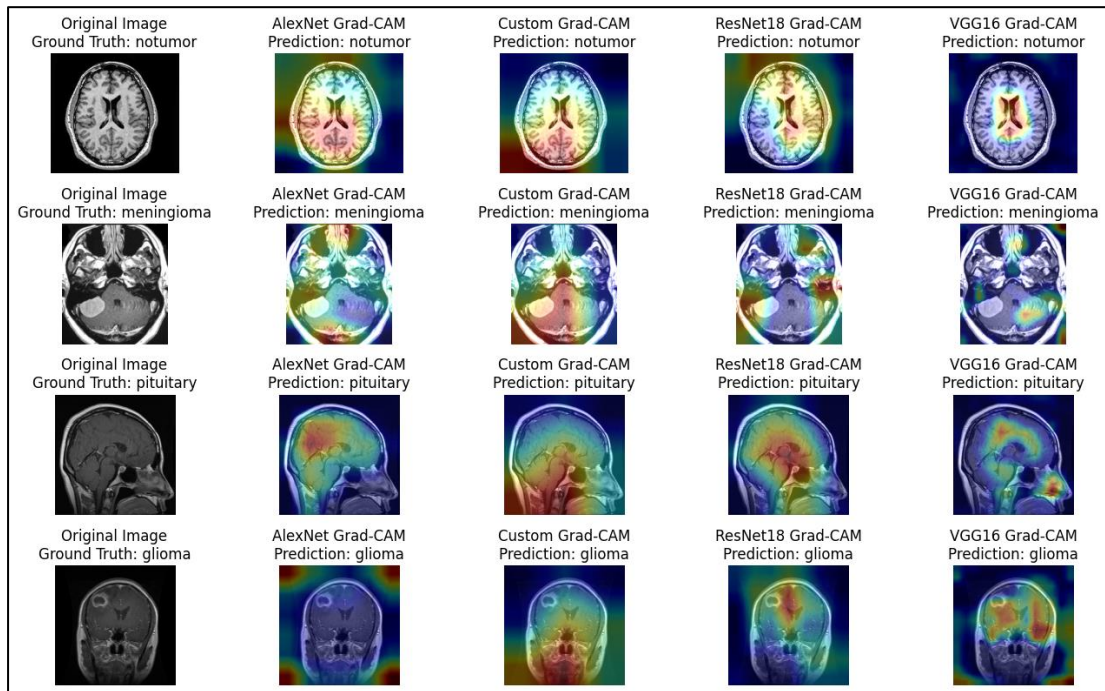 Original Image
Ground Truth: notumor
AlexNet Grad-CAM
Prediction: notumor
Custom Grad-CAM
Prediction: notumor
ResNet18 Grad-CAM
Prediction: notumor
VGG16 Grad-CAM
Prediction: notumor
Original Image
Ground Truth: meningioma
AlexNet Grad-CAM
Prediction: meningioma
Custom Grad-CAM
Prediction: meningioma
ResNet18 Grad-CAM
Prediction: meningioma
VGG16 Grad-CAM
Prediction: meningioma
Original Image
Ground Truth: pituitary
AlexNet Grad-CAM
Prediction: pituitary
Custom Grad-CAM
Prediction: pituitary
ResNet18 Grad-CAM
Prediction: pituitary
VGG16 Grad-CAM
Prediction: pituitary
Original Image
Ground Truth: glioma
AlexNet Grad-CAM
Prediction: glioma
Custom Grad-CAM
Prediction: glioma
ResNet18 Grad-CAM
Prediction: glioma
VGG16 Grad-CAM
Prediction: glioma